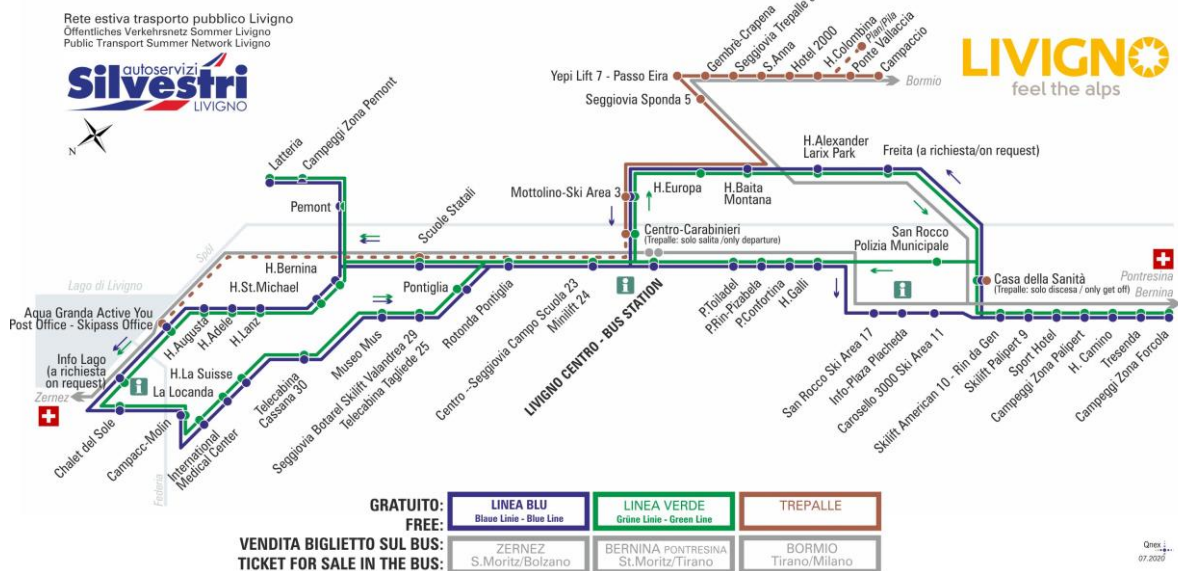 Rete estiva trasporto pubblico Livigno
Öffentliches Verkehrsnetz Sommer Livigno
Public Transport Summer Network Livigno
autoservizi
Silvestri
LIVIGNO
N
LIVIGNO
feel the alps
Gembrè-Crapena
Seggiovia Trepalle
S.Anna
Hotel 2000
H.Colombina
Plan/Pila
Ponte Vallaccia
Campaccio
Yepi Lift 7 - Passo Eira
Bormio
Seggiovia Sponda 5
Latteria
Campeggi Zona Pemont
Pemont
Scuole Statali
Mottolino-Ski Area 3
H.Europa
H.Baita
Montana
H.Alexander
Larix Park
Freita (a richiesta/on request)
Centro-Carabinieri
(Trepalle: solo salita /only departure)
San Rocco
Polizia Municipale
Casa della Sanità
(Trepalle: solo discesa / only get off)
Pontresina
Bernina
Spöl
Lago di Livigno
Aqua Granda Active You
Post Office - Skipass Office
H.Bernina
H.St.Michael
H.Augusta
H.Adele
H.Lanz
Info Lago
(a richiesta
on request)
Zernez
i
H.La Suisse
La Locanda
Chalet del Sole
Campacc-Molin
Federia
International
Medical Center
Telecabina
Cassana 30
Museo Mus
Pontiglia
Seggiovia Botarel Skilift Valandrea 29
Telecabina Tagliede 25
Rotonda Pontiglia
Centro --Seggiovia Campo Scuola 23
Minilift 24
i
LIVIGNO CENTRO - BUS STATION
P.Toiladel
P.Rin-Pizabela
P.Comfortina
H.Galli
i
San Rocco Ski Area 17
Info-Plaza Placheda
Carosello 3000 Ski Area 11
Skilift American 10 - Rin da Geri
Skilift Palipert 9
Sport Hotel
Campeggi Zona Palipert
H. Camino
Tresenda
Campeggi Zona Forcola
GRATUITO:
FREE:
LINEA BLU
Blaue Linie - Blue Line
LINEA VERDE
Grüne Linie - Green Line
TREPALLE
VENDITA BIGLIETTO SUL BUS:
TICKET FOR SALE IN THE BUS:
ZERNEZ
S.Moritz/Bolzano
BERNINA PONTRESINA
St.Moritz/Tirano
BORMIO
Tirano/Milano
Qnex
07.2020